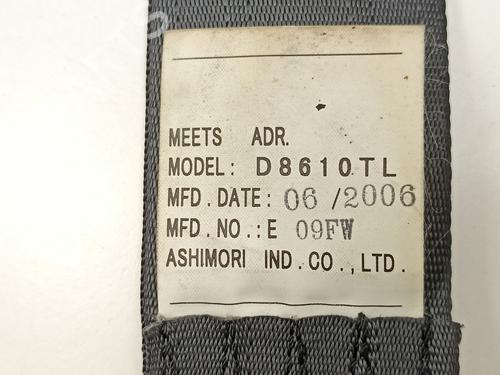 MEETS ADR.
MODEL: D8610TL
MFD. DATE: 06 /2006
MFD. NO.: E 09FW
ASHIMORI IND. CO., LTD.